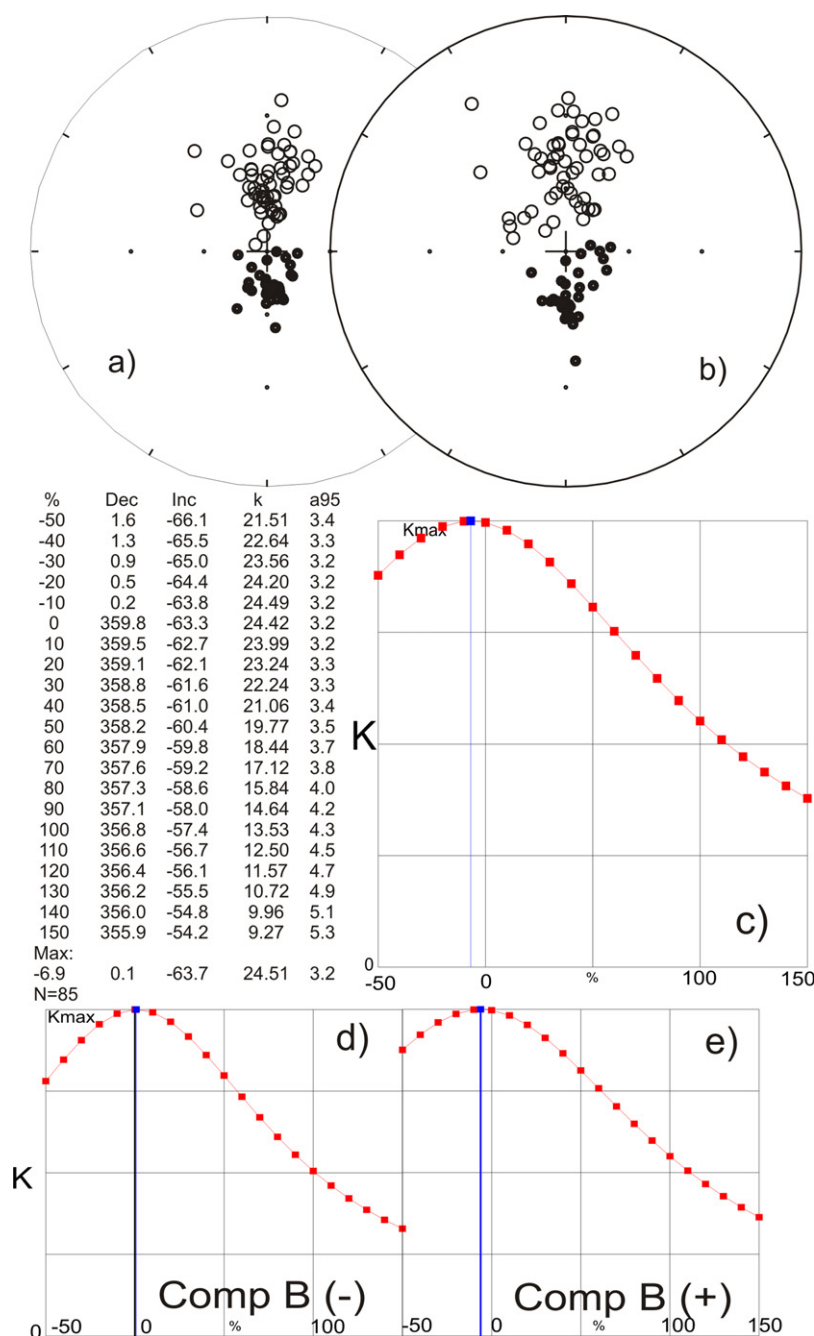 a)
b)
% Dec Inc k a95
-50 1.6 -66.1 21.51 3.4
-40 1.3 -65.5 22.64 3.3
-30 0.9 -65.0 23.56 3.2
-20 0.5 -64.4 24.20 3.2
-10 0.2 -63.8 24.49 3.2
0 359.8 -63.3 24.42 3.2
10 359.5 -62.7 23.99 3.2
20 359.1 -62.1 23.24 3.3
30 358.8 -61.6 22.24 3.3
40 358.5 -61.0 21.06 3.4
50 358.2 -60.4 19.77 3.5
60 357.9 -59.8 18.44 3.7
70 357.6 -59.2 17.12 3.8
80 357.3 -58.6 15.84 4.0
90 357.1 -58.0 14.64 4.2
100 356.8 -57.4 13.53 4.3
110 356.6 -56.7 12.50 4.5
120 356.4 -56.1 11.57 4.7
130 356.2 -55.5 10.72 4.9
140 356.0 -54.8 9.96 5.1
150 355.9 -54.2 9.27 5.3
Max:
-6.9 0.1 -63.7 24.51 3.2
N=85
Kmax
K
c)
0
-50 0 % 100 150
Kmax
d)
e)
K
Comp B (-)
Comp B (+)
0 -50 0 % 100 -50 0 % 100 150